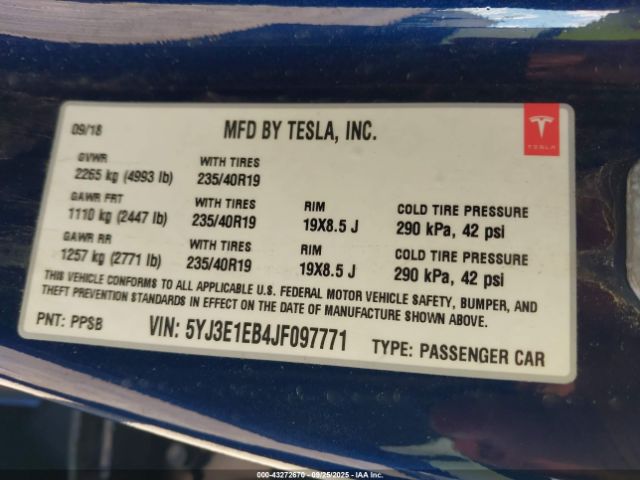 09/18 MFD BY TESLA, INC. TESLA
GVWR WITH TIRES
2265 kg (4993 lb) 235/40R19
GAWR FRT WITH TIRES RIM COLD TIRE PRESSURE
1110 kg (2447 lb) 235/40R19 19X8.5 J 290 kPa, 42 psi
GAWR RR WITH TIRES RIM COLD TIRE PRESSURE
1257 kg (2771 lb) 235/40R19 19X8.5 J 290 kPa, 42 psi
THIS VEHICLE CONFORMS TO ALL APPLICABLE U.S. FEDERAL MOTOR VEHICLE SAFETY, BUMPER, AND
THEFT PREVENTION STANDARDS IN EFFECT ON THE DATE OF MANUFACTURE SHOWN ABOVE.
PNT: PPSB VIN: 5YJ3E1EB4JF097771 TYPE: PASSENGER CAR
000-43272670 - 09/25/2025 - IAA Inc.